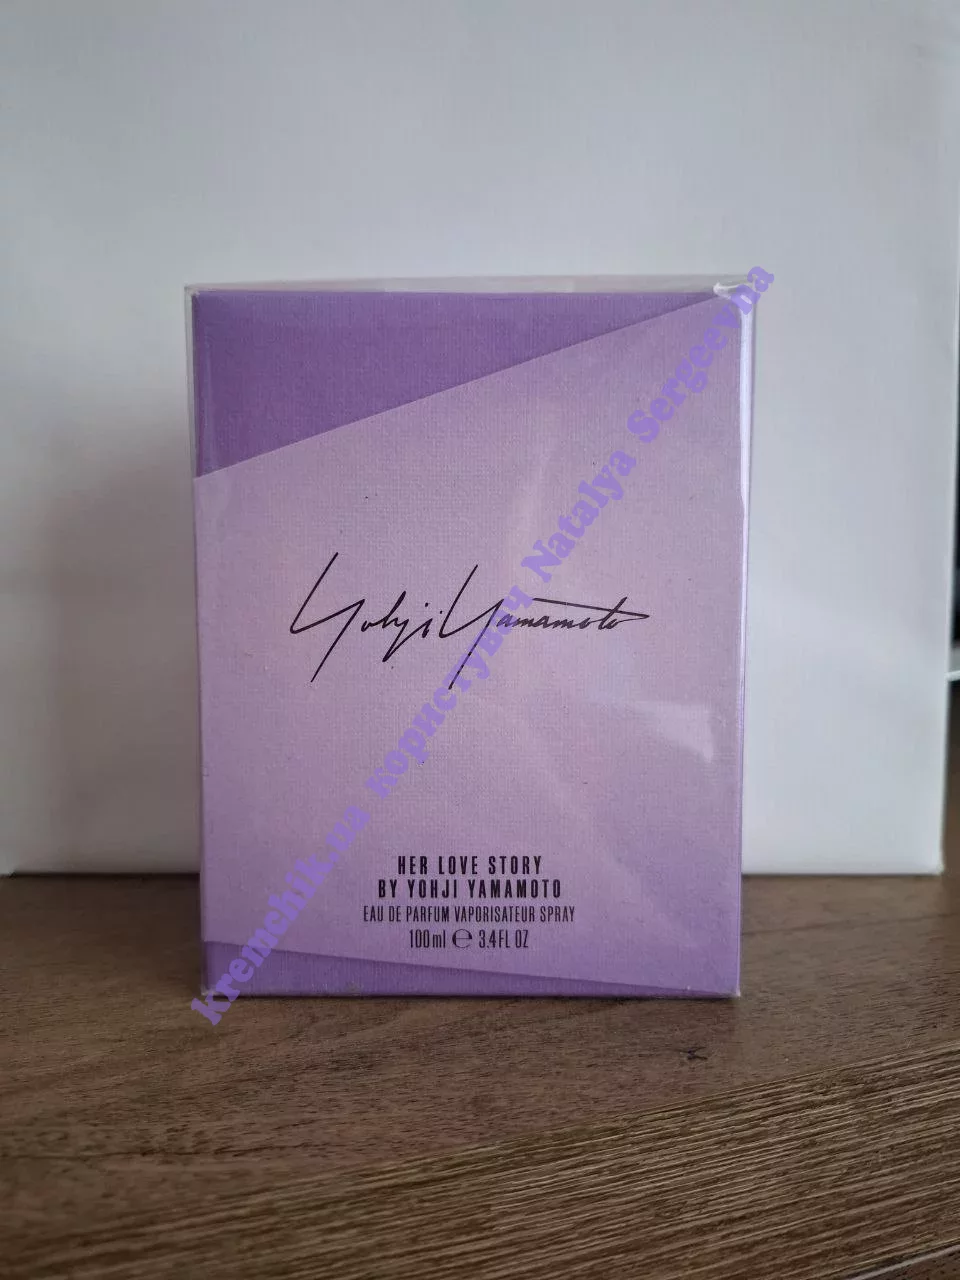 Yohji Yamamoto
HER LOVE STORY
BY YOHJI YAMAMOTO
EAU DE PARFUM VAPORISATEUR SPRAY
100ml ℮ 3.4FL OZ
kremchik.ua користувач Natalya Sergeevna